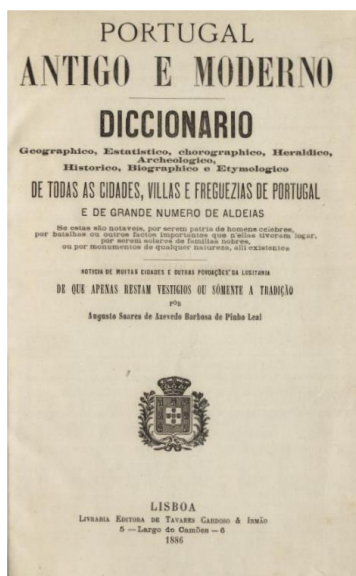 PORTUGAL
ANTIGO E MODERNO
DICCIONARIO
Geographico, Estatistico, chorographico, Heraldico,
Archeologico,
Historico, Biographico e Etymologico
DE TODAS AS CIDADES, VILLAS E FREGUEZIAS DE PORTUGAL
E DE GRANDE NUMERO DE ALDEIAS
Se estas são notaveis, por serem patria de homens celebres,
por batalhas ou outros factos importantes que n'ellas tiveram logar,
por serem solares de familias nobres,
ou por monumentos de qualquer natureza, alli existentes
NOTICIA DE MUITAS CIDADES E OUTRAS POVOAÇÕES DA LUSITANIA
DE QUE APENAS RESTAM VESTIGIOS OU SÓMENTE A TRADIÇÃO
POR
Augusto Soares de Azevedo Barbosa de Pinho Leal
LISBOA
LIVRARIA EDITORA DE TAVARES CARDOSO & IRMÃO
5 — Largo do Camões — 6
1886